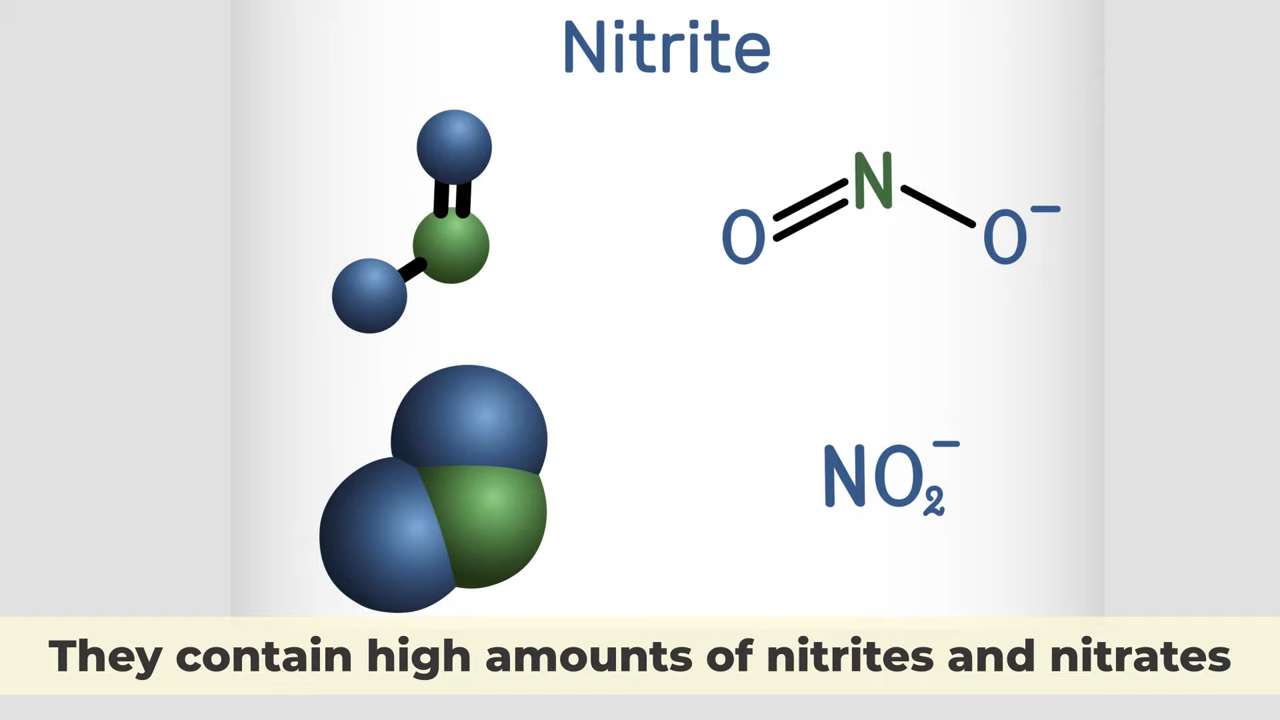 Nitrite
N
O
O⁻
NO₂⁻
They contain high amounts of nitrites and nitrates